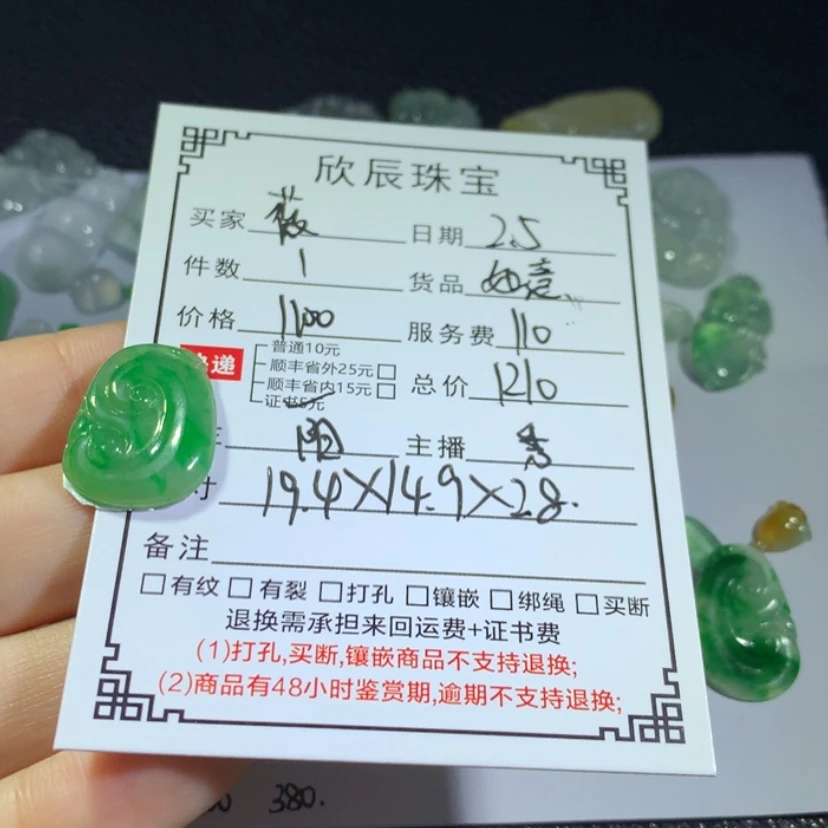 欣辰珠宝
买家 薇 日期 2.5
件数 1 货品 如意
价格 1100 服务费 110
递 普通10元
顺丰省外25元□
顺丰省内15元□ 总价 1210
证书5元
主播
寸 19.4X14.9X2.8.
备注
□有纹 □有裂 □打孔 □镶嵌 □绑绳 □买断
退换需承担来回运费+证书费
(1)打孔,买断,镶嵌商品不支持退换;
(2)商品有48小时鉴赏期,逾期不支持退换;
380.